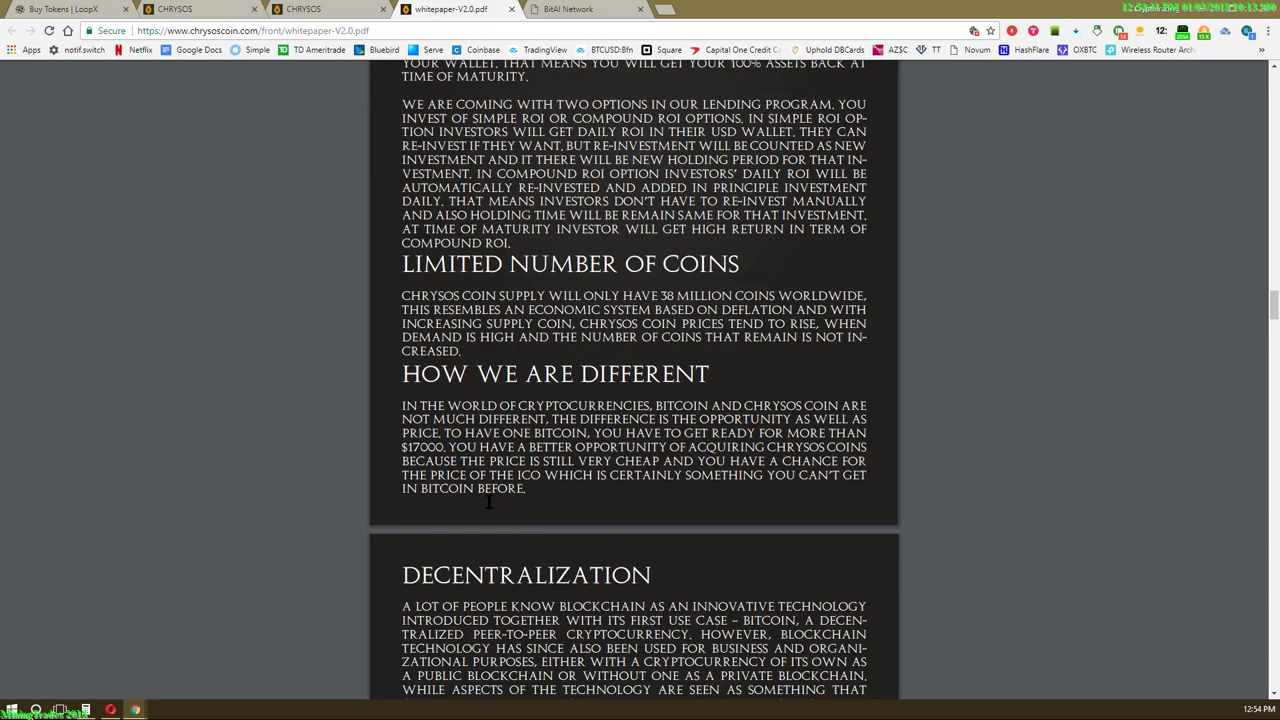 Buy Tokens | LoopX
CHRYSOS
CHRYSOS
whitepaper-V2.0.pdf
BitAI Network
Secure
https://www.chrysoscoin.com/front/whitepaper-V2.0.pdf
12:
Apps
notif.switch
Netflix
Google Docs
Simple
TD Ameritrade
Bluebird
Coinbase
TradingView
BTCUSD:Bfn
Square
Capital One Credit C
Uphold DBCards
AZ$C
TT
Novum
HashFlare
OXBTC
Wireless Router Arch
YOUR WALLET. THAT MEANS YOU WILL GET YOUR 100% ASSETS BACK AT
TIME OF MATURITY.
WE ARE COMING WITH TWO OPTIONS IN OUR LENDING PROGRAM. YOU
INVEST OF SIMPLE ROI OR COMPOUND ROI OPTIONS. IN SIMPLE ROI OP-
TION INVESTORS WILL GET DAILY ROI IN THEIR USD WALLET. THEY CAN
RE-INVEST IF THEY WANT. BUT RE-INVESTMENT WILL BE COUNTED AS NEW
INVESTMENT AND IT THERE WILL BE NEW HOLDING PERIOD FOR THAT IN-
VESTMENT. IN COMPOUND ROI OPTION INVESTORS' DAILY ROI WILL BE
AUTOMATICALLY RE-INVESTED AND ADDED IN PRINCIPLE INVESTMENT
DAILY. THAT MEANS INVESTORS DON'T HAVE TO RE-INVEST MANUALLY
AND ALSO HOLDING TIME WILL BE REMAIN SAME FOR THAT INVESTMENT.
AT TIME OF MATURITY INVESTOR WILL GET HIGH RETURN IN TERM OF
COMPOUND ROI.
LIMITED NUMBER OF COINS
CHRYSOS COIN SUPPLY WILL ONLY HAVE 38 MILLION COINS WORLDWIDE,
THIS RESEMBLES AN ECONOMIC SYSTEM BASED ON DEFLATION AND WITH
INCREASING SUPPLY COIN, CHRYSOS COIN PRICES TEND TO RISE, WHEN
DEMAND IS HIGH AND THE NUMBER OF COINS THAT REMAIN IS NOT IN-
CREASED.
HOW WE ARE DIFFERENT
IN THE WORLD OF CRYPTOCURRENCIES, BITCOIN AND CHRYSOS COIN ARE
NOT MUCH DIFFERENT, THE DIFFERENCE IS THE OPPORTUNITY AS WELL AS
PRICE. TO HAVE ONE BITCOIN, YOU HAVE TO GET READY FOR MORE THAN
$17000. YOU HAVE A BETTER OPPORTUNITY OF ACQUIRING CHRYSOS COINS
BECAUSE THE PRICE IS STILL VERY CHEAP AND YOU HAVE A CHANCE FOR
THE PRICE OF THE ICO WHICH IS CERTAINLY SOMETHING YOU CAN'T GET
IN BITCOIN BEFORE.
DECENTRALIZATION
A LOT OF PEOPLE KNOW BLOCKCHAIN AS AN INNOVATIVE TECHNOLOGY
INTRODUCED TOGETHER WITH ITS FIRST USE CASE – BITCOIN, A DECEN-
TRALIZED PEER-TO-PEER CRYPTOCURRENCY. HOWEVER, BLOCKCHAIN
TECHNOLOGY HAS SINCE ALSO BEEN USED FOR BUSINESS AND ORGANI-
ZATIONAL PURPOSES, EITHER WITH A CRYPTOCURRENCY OF ITS OWN AS
A PUBLIC BLOCKCHAIN OR WITHOUT ONE AS A PRIVATE BLOCKCHAIN.
WHILE ASPECTS OF THE TECHNOLOGY ARE SEEN AS SOMETHING THAT
12:54 PM